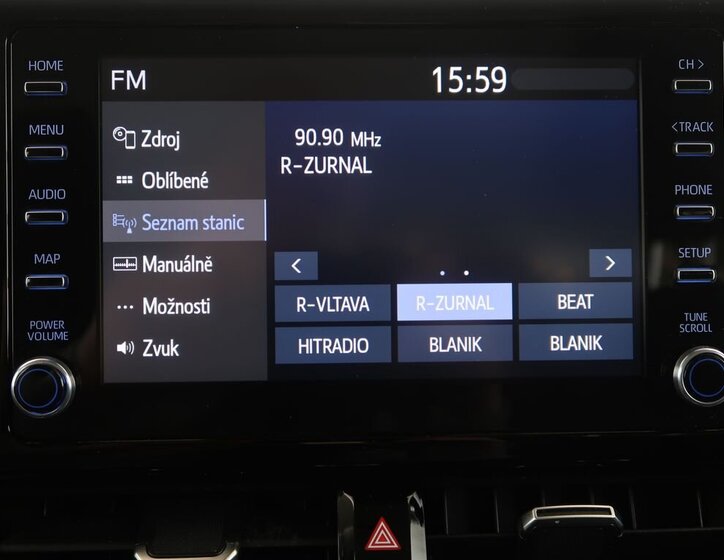 HOME
MENU
AUDIO
MAP
POWER
VOLUME
FM
15:59
Zdroj
Oblíbené
Seznam stanic
Manuálně
Možnosti
Zvuk
90.90 MHz
R-ZURNAL
< >
R-VLTAVA R-ZURNAL BEAT
HITRADIO BLANIK BLANIK
CH >
< TRACK
PHONE
SETUP
TUNE
SCROLL